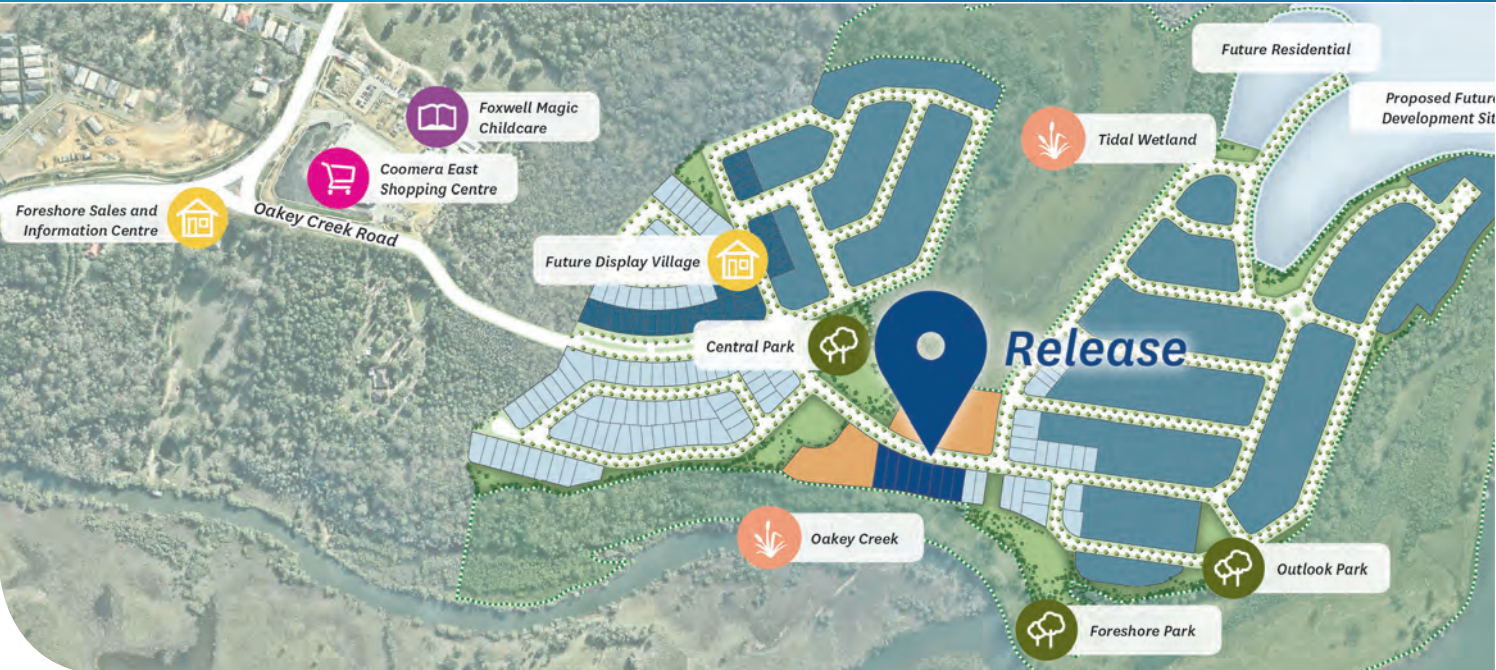 Future Residential
Proposed Future
Development Sit
Foxwell Magic
Childcare
Tidal Wetland
Coomera East
Shopping Centre
Foreshore Sales and
Information Centre
Oakey Creek Road
Future Display Village
Central Park
Release
Oakey Creek
Outlook Park
Foreshore Park